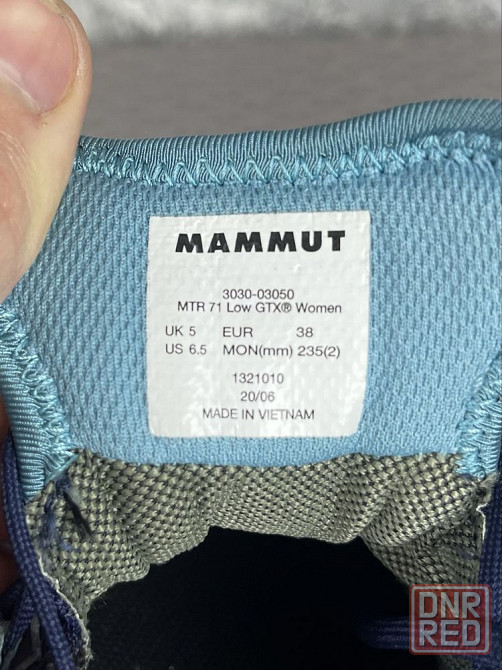 MAMMUT
3030-03050
MTR 71 Low GTX® Women
UK 5 EUR 38
US 6.5 MON(mm) 235(2)
1321010
20/06
MADE IN VIETNAM
DNR
RED